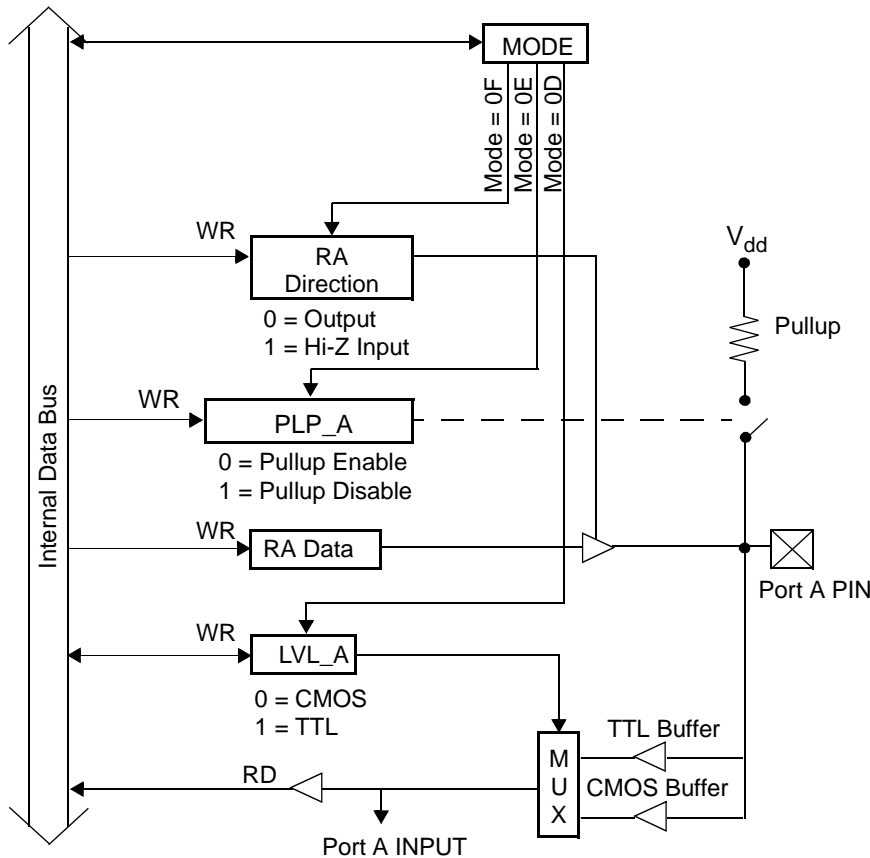 MODE
Mode = 0F
Mode = 0E
Mode = 0D
WR
RA
Direction
0 = Output
1 = Hi-Z Input
Vdd
Pullup
WR
PLP_A
0 = Pullup Enable
1 = Pullup Disable
Internal Data Bus
WR
RA Data
Port A PIN
WR
LVL_A
0 = CMOS
1 = TTL
M
U
X
TTL Buffer
CMOS Buffer
RD
Port A INPUT